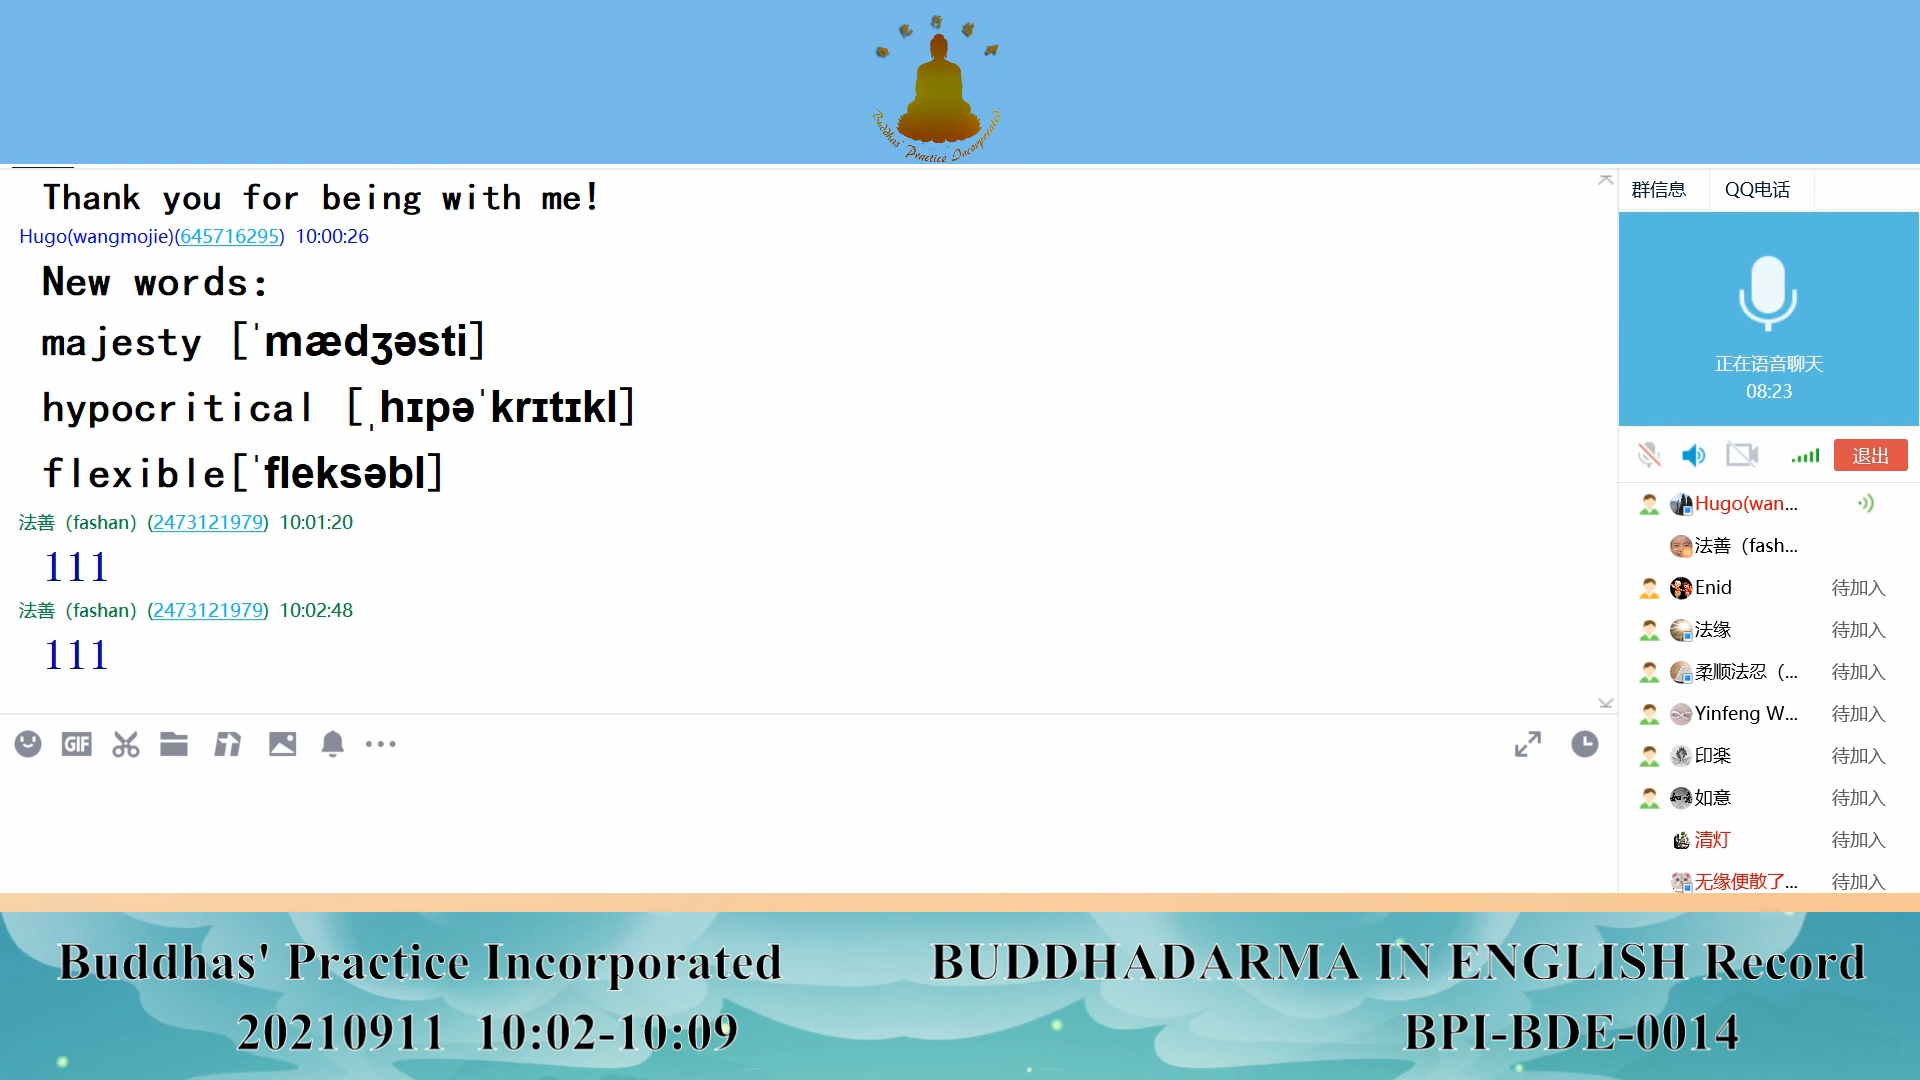 Buddhas' Practice Incorporated
Thank you for being with me!
Hugo(wangmojie)(645716295) 10:00:26
New words:
majesty [ˈmædʒəsti]
hypocritical [ˌhɪpəˈkrɪtɪkl]
flexible[ˈfleksəbl]
法善（fashan）(2473121979) 10:01:20
111
法善（fashan）(2473121979) 10:02:48
111
GIF
群信息 QQ电话
正在语音聊天
08:23
退出
Hugo(wan...
法善（fash...
Enid 待加入
法缘 待加入
柔顺法忍（... 待加入
Yinfeng W... 待加入
印楽 待加入
如意 待加入
清灯 待加入
无缘便散了... 待加入
Buddhas' Practice Incorporated
20210911 10:02-10:09
BUDDHADARMA IN ENGLISH Record
BPI-BDE-0014